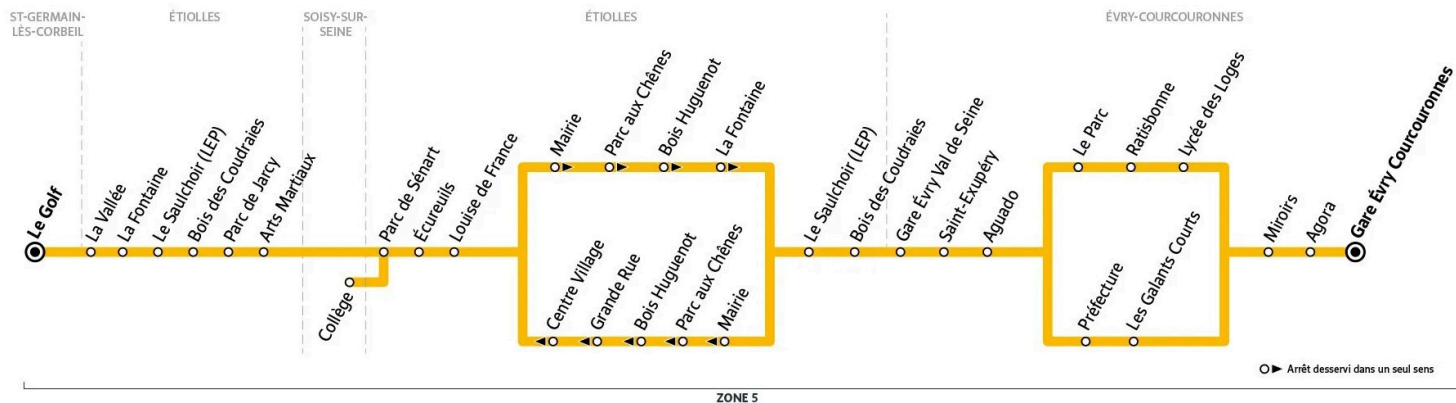 ST-GERMAIN-
LÈS-CORBEIL
ÉTIOLLES
SOISY-SUR-
SEINE
ÉTIOLLES
ÉVRY-COURCOURONNES
Le Golf
La Vallée
La Fontaine
Le Saulchoir (LEP)
Bois des Coudraies
Parc de Jarcy
Arts Martiaux
Collège
Parc de Sénart
Écureuils
Louise de France
Mairie
Parc aux Chênes
Bois Huguenot
La Fontaine
Centre Village
Grande Rue
Bois Huguenot
Parc aux Chênes
Mairie
Le Saulchoir (LEP)
Bois des Coudraies
Gare Évry Val de Seine
Saint-Exupéry
Aguado
Le Parc
Ratisbonne
Lycée des Loges
Préfecture
Les Galants Courts
Miroirs
Agora
Gare Évry Courcouronnes
Arrêt desservi dans un seul sens
ZONE 5